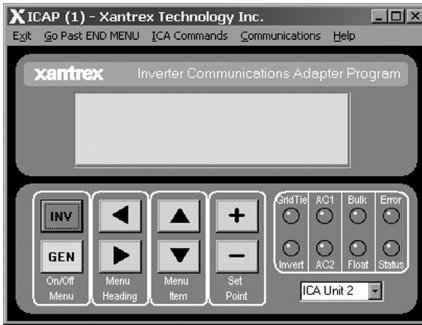 XICAP (1) - Xantrex Technology Inc.
Exit Go Past END MENU ICA Commands Communications Help
xantrex Inverter Communications Adapter Program
INV
GEN
On/Off Menu
Menu Heading
Menu Item
+
-
Set Point
GridTie AC1 Bulk Error
Invert AC2 Float Status
ICA Unit 2